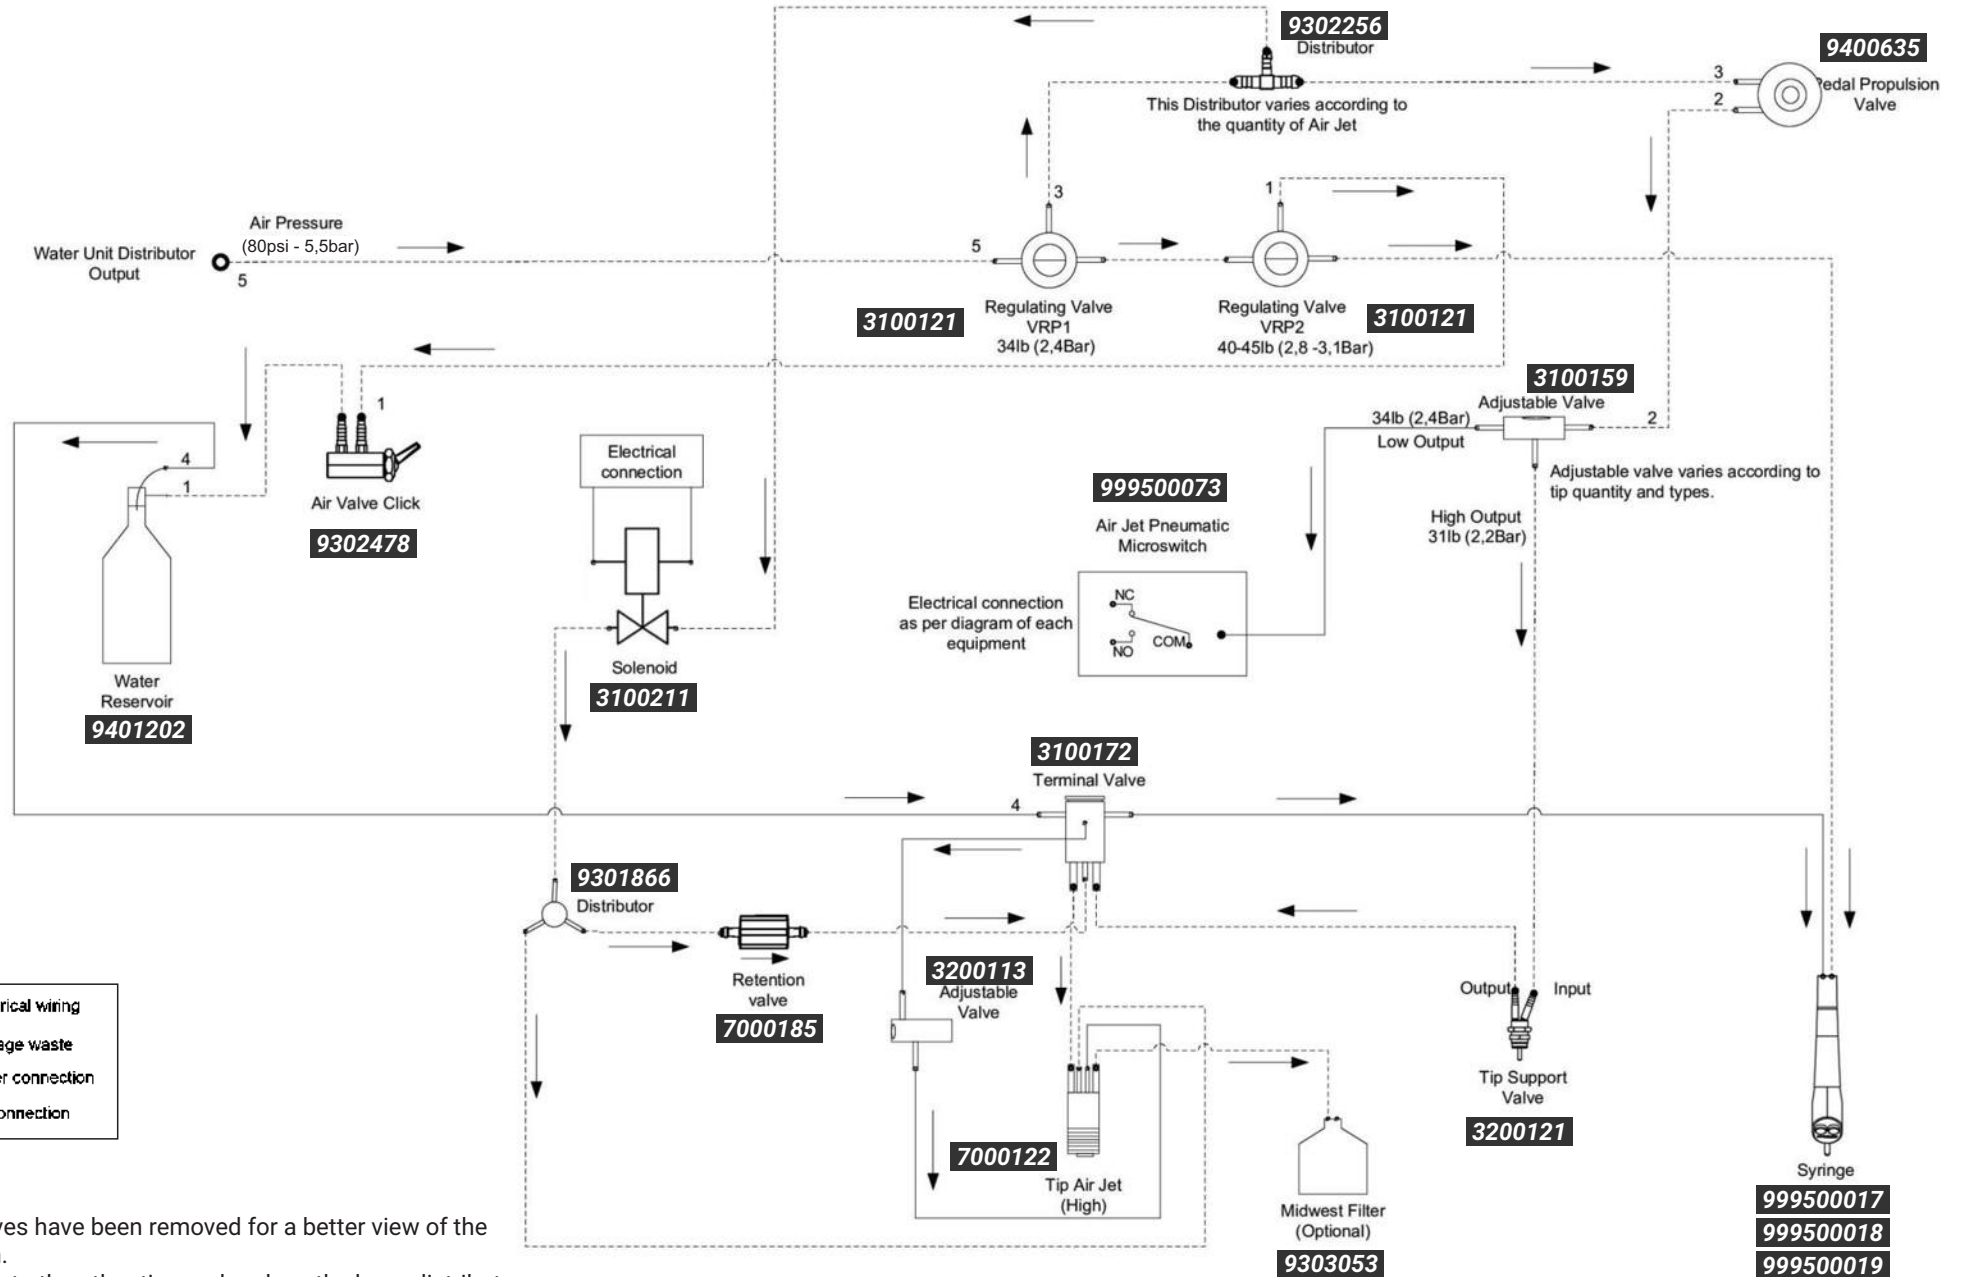 9302256
Distributor
9400635
3
Pedal Propulsion
Valve
2
This Distributor varies according to
the quantity of Air Jet
3
1
Air Pressure
(80psi - 5,5bar)
Water Unit Distributor
Output
5
5
3100121
Regulating Valve
VRP1
34lb (2,4Bar)
Regulating Valve
VRP2
40-45lb (2,8 -3,1Bar)
3100121
3100159
Adjustable Valve
34lb (2,4Bar)
Low Output
2
Adjustable valve varies according to
tip quantity and types.
High Output
31lb (2,2Bar)
1
4
1
Air Valve Click
9302478
Electrical
connection
999500073
Air Jet Pneumatic
Microswitch
Electrical connection
as per diagram of each
equipment
NC
NO
COM
Solenoid
3100211
Water
Reservoir
9401202
3100172
Terminal Valve
4
9301866
Distributor
Retention
valve
7000185
3200113
Adjustable
Valve
Output
Input
Tip Support
Valve
3200121
7000122
Tip Air Jet
(High)
Midwest Filter
(Optional)
9303053
Syringe
999500017
999500018
999500019
rical wiring
age waste
er connection
onnection
ves have been removed for a better view of the